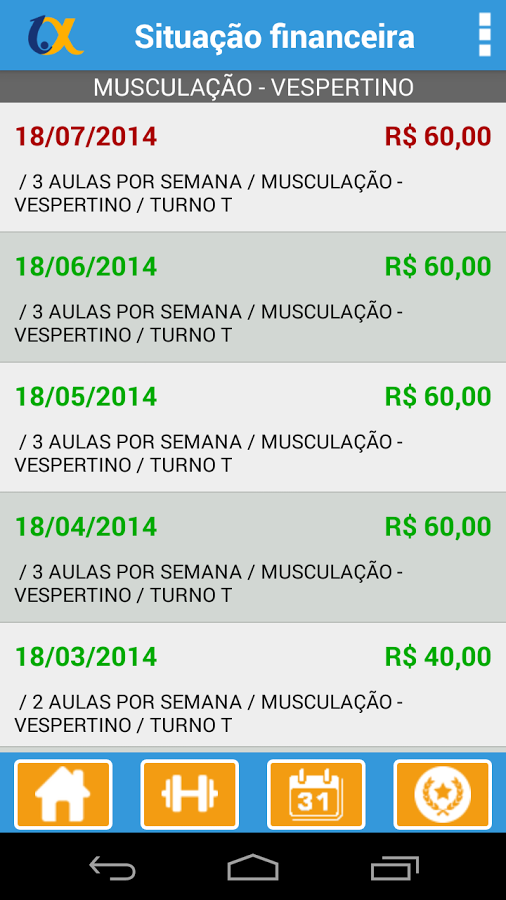 Situação financeira
MUSCULAÇÃO - VESPERTINO
18/07/2014 R$ 60,00
/ 3 AULAS POR SEMANA / MUSCULAÇÃO -
VESPERTINO / TURNO T
18/06/2014 R$ 60,00
/ 3 AULAS POR SEMANA / MUSCULAÇÃO -
VESPERTINO / TURNO T
18/05/2014 R$ 60,00
/ 3 AULAS POR SEMANA / MUSCULAÇÃO -
VESPERTINO / TURNO T
18/04/2014 R$ 60,00
/ 3 AULAS POR SEMANA / MUSCULAÇÃO -
VESPERTINO / TURNO T
18/03/2014 R$ 40,00
/ 2 AULAS POR SEMANA / MUSCULAÇÃO -
VESPERTINO / TURNO T
31